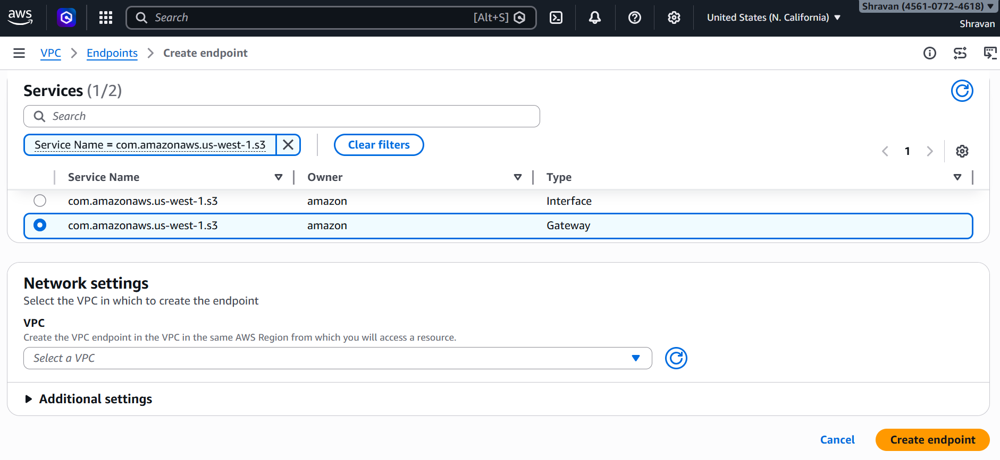 aws
Search
[Alt+S]
United States (N. California)
Shravan (4561-0772-4618)
Shravan
VPC
Endpoints
Create endpoint
Services (1/2)
Search
Service Name = com.amazonaws.us-west-1.s3
Clear filters
1
Service Name
Owner
Type
com.amazonaws.us-west-1.s3
amazon
Interface
com.amazonaws.us-west-1.s3
amazon
Gateway
Network settings
Select the VPC in which to create the endpoint
VPC
Create the VPC endpoint in the VPC in the same AWS Region from which you will access a resource.
Select a VPC
Additional settings
Cancel
Create endpoint